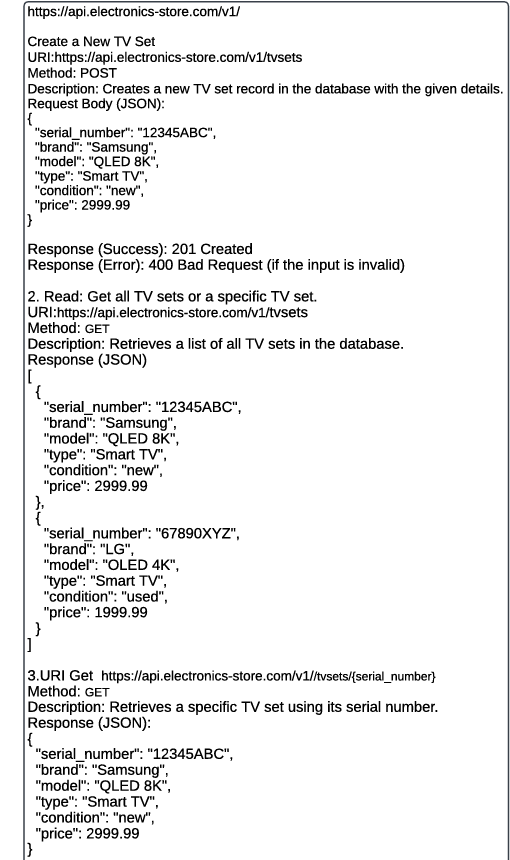 https://api.electronics-store.com/v1/
Create a New TV Set
URI:https://api.electronics-store.com/v1/tvsets
Method: POST
Description: Creates a new TV set record in the database with the given details.
Request Body (JSON):
{
"serial_number": "12345ABC",
"brand": "Samsung",
"model": "QLED 8K",
"type": "Smart TV",
"condition": "new",
"price": 2999.99
}
Response (Success): 201 Created
Response (Error): 400 Bad Request (if the input is invalid)
2. Read: Get all TV sets or a specific TV set.
URI:https://api.electronics-store.com/v1/tvsets
Method: GET
Description: Retrieves a list of all TV sets in the database.
Response (JSON)
[
{
"serial_number": "12345ABC",
"brand": "Samsung",
"model": "QLED 8K",
"type": "Smart TV",
"condition": "new",
"price": 2999.99
},
{
"serial_number": "67890XYZ",
"brand": "LG",
"model": "OLED 4K",
"type": "Smart TV",
"condition": "used",
"price": 1999.99
}
]
3.URI Get https://api.electronics-store.com/v1//tvsets/{serial_number}
Method: GET
Description: Retrieves a specific TV set using its serial number.
Response (JSON):
{
"serial_number": "12345ABC",
"brand": "Samsung",
"model": "QLED 8K",
"type": "Smart TV",
"condition": "new",
"price": 2999.99
}